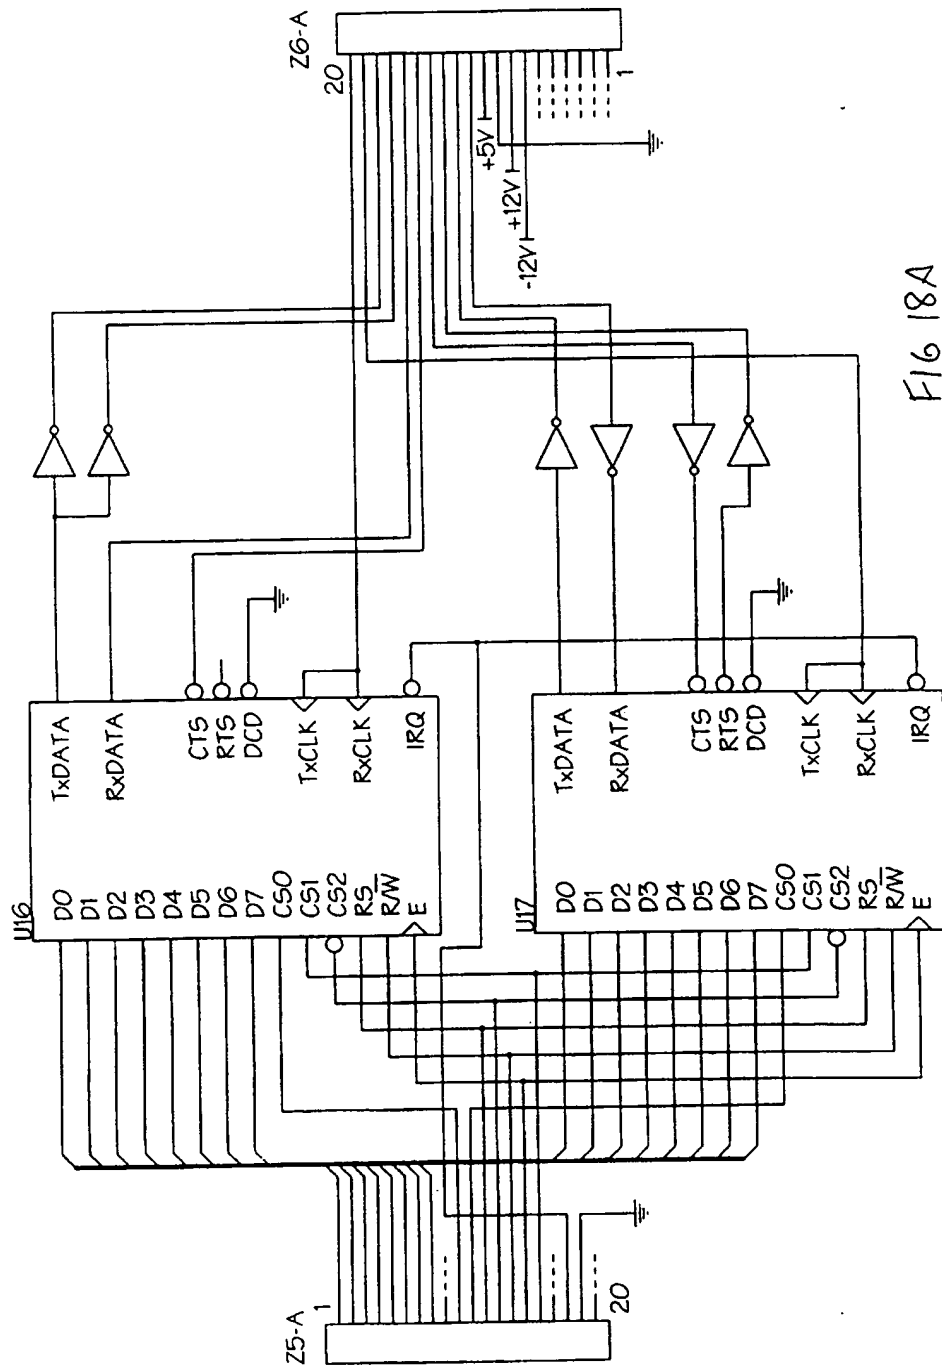 Z6-A
20
+5V
+12V
-12V
1
U16
D0
D1
D2
D3
D4
D5
D6
D7
CS0
CS1
CS2
RS
R/W̅
E
TxDATA
RxDATA
CTS
RTS
DCD
TxCLK
RxCLK
IRQ
U17
D0
D1
D2
D3
D4
D5
D6
D7
CS0
CS1
CS2
RS
R/W̅
E
TxDATA
RxDATA
CTS
RTS
DCD
TxCLK
RxCLK
IRQ
Z5-A
1
20
FIG 18A